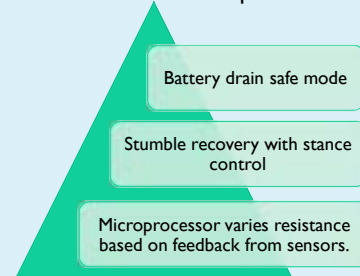 Battery drain safe mode
Stumble recovery with stance
control
Microprocessor varies resistance
based on feedback from sensors.